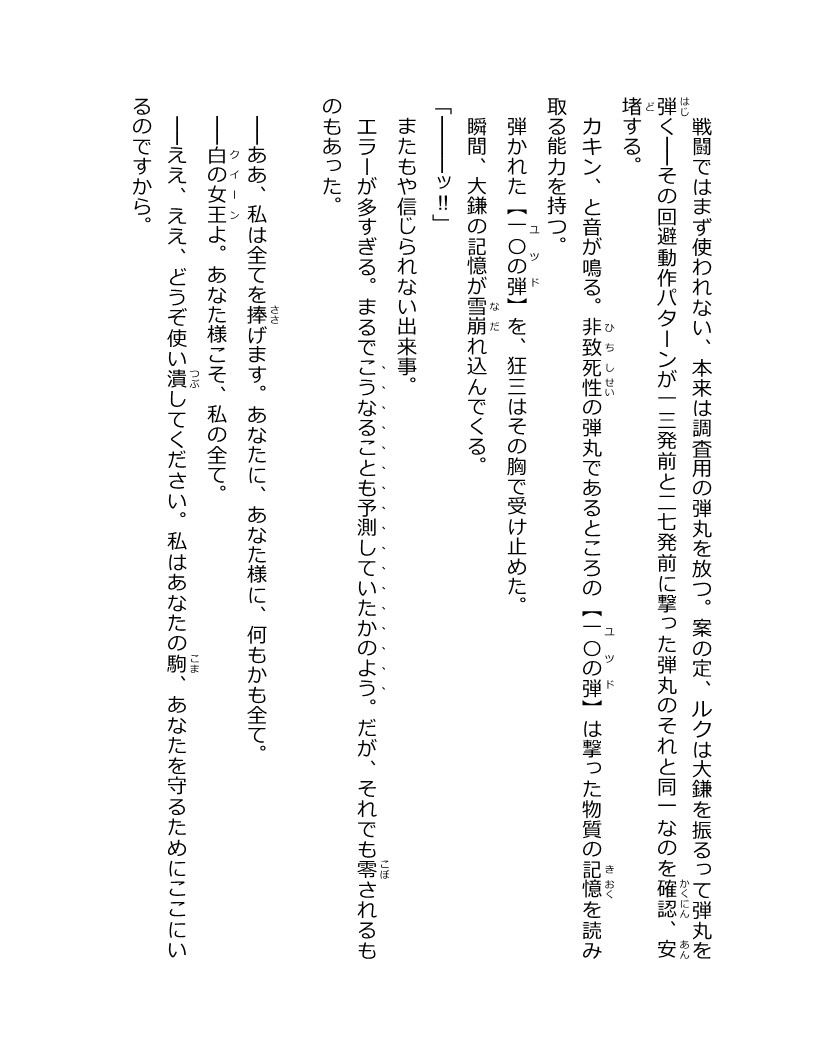 戦闘ではまず使われない、本来は調査用の弾丸を放つ。案の定、ルクは大鎌を振るって弾丸を
弾く――その回避動作パターンが一三発前と二七発前に撃った弾丸のそれと同一なのを確認、安
堵する。
カキン、と音が鳴る。非致死性の弾丸であるところの【一〇の弾】は撃った物質の記憶を読み
取る能力を持つ。
弾かれた【一〇の弾】を、狂三はその胸で受け止めた。
瞬間、大鎌の記憶が雪崩れ込んでくる。
「――――ッ!!」
またもや信じられない出来事。
エラーが多すぎる。まるでこうなることも予測していたかのよう。だが、それでも零されるも
のもあった。
――ああ、私は全てを捧げます。あなたに、あなた様に、何もかも全て。
――白の女王よ。あなた様こそ、私の全て。
――ええ、ええ、どうぞ使い潰してください。私はあなたの駒、あなたを守るためにここにい
るのですから。